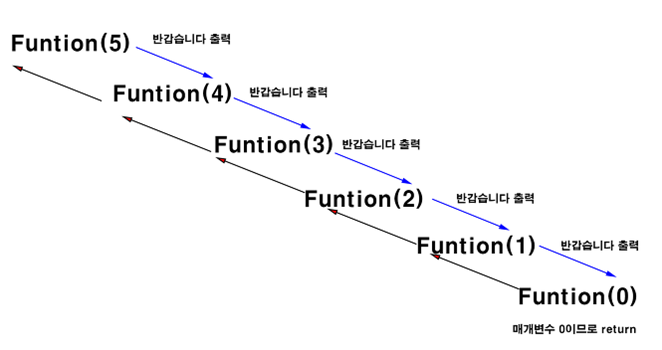 Funtion(5)
반갑습니다 출력
Funtion(4)
반갑습니다 출력
Funtion(3)
반갑습니다 출력
Funtion(2)
반갑습니다 출력
Funtion(1)
반갑습니다 출력
Funtion(0)
매개변수 0이므로 return